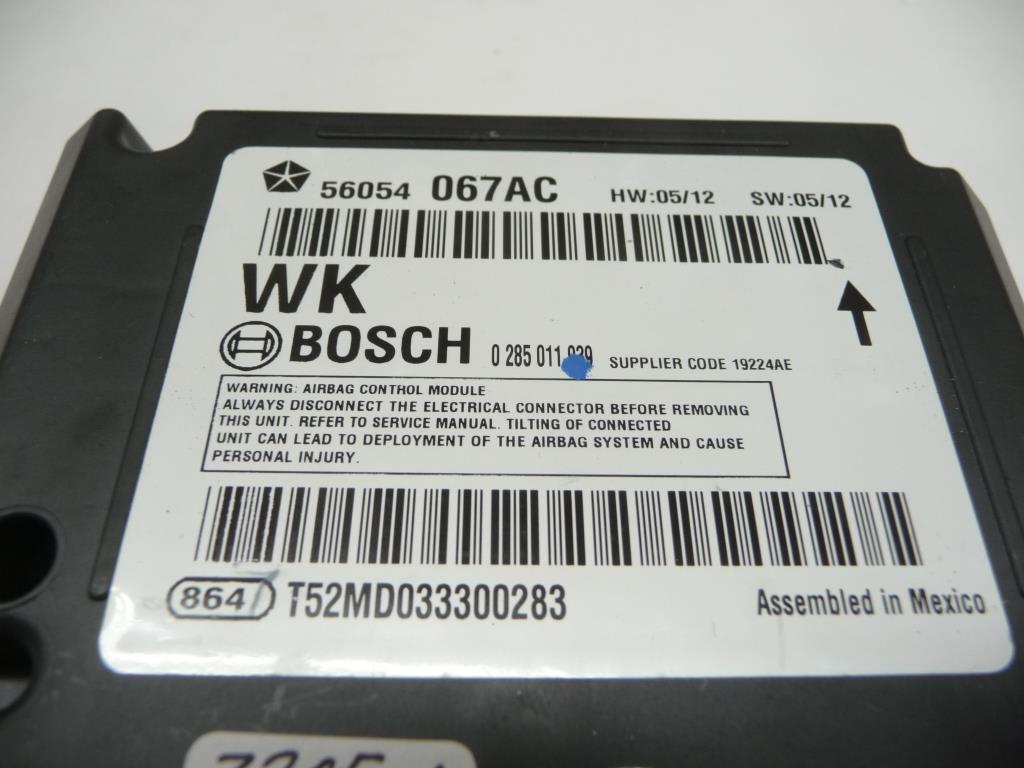 56054 067AC HW:05/12 SW:05/12
WK
BOSCH 0 285 011 SUPPLIER CODE 19224AE
WARNING: AIRBAG CONTROL MODULE
ALWAYS DISCONNECT THE ELECTRICAL CONNECTOR BEFORE REMOVING
THIS UNIT. REFER TO SERVICE MANUAL. TILTING OF CONNECTED
UNIT CAN LEAD TO DEPLOYMENT OF THE AIRBAG SYSTEM AND CAUSE
PERSONAL INJURY.
864 T52MD033300283 Assembled in Mexico